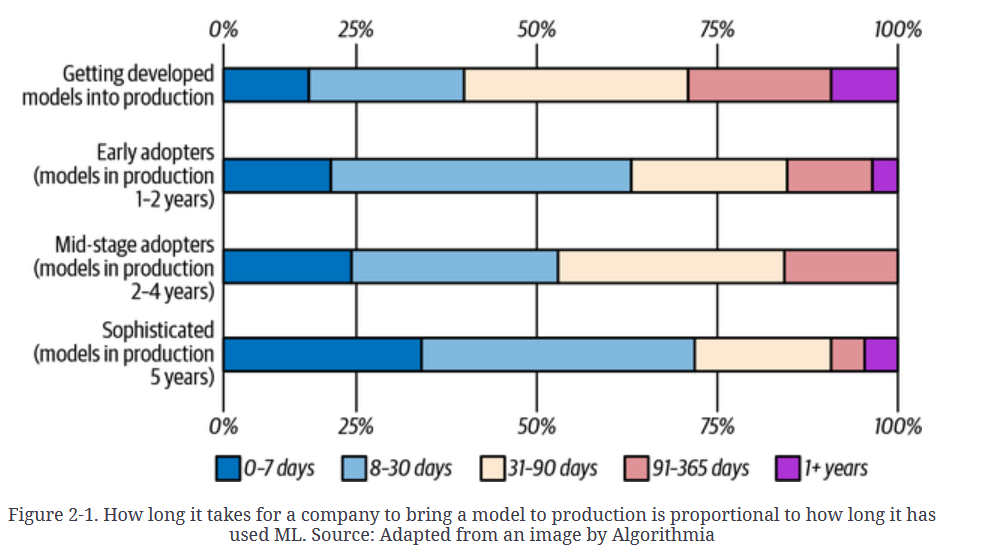 0% 25% 50% 75% 100%
Getting developed
models into production
Early adopters
(models in production
1–2 years)
Mid-stage adopters
(models in production
2–4 years)
Sophisticated
(models in production
5 years)
0% 25% 50% 75% 100%
0–7 days 8–30 days 31–90 days 91–365 days 1+ years
Figure 2-1. How long it takes for a company to bring a model to production is proportional to how long it has
used ML. Source: Adapted from an image by Algorithmia